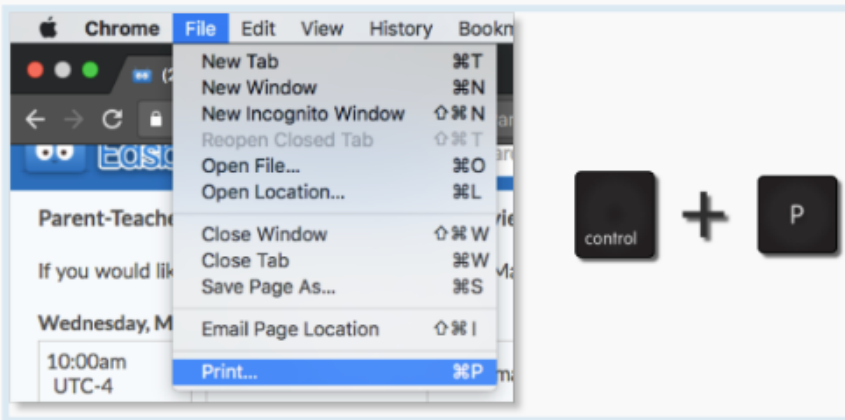 Chrome File Edit View History
New Tab ⌘T
New Window ⌘N
New Incognito Window ⇧⌘N
Reopen Closed Tab ⇧⌘T
Open File... ⌘O
Open Location... ⌘L
Parent-Teache
Close Window ⇧⌘W
Close Tab ⌘W
If you would lik
Save Page As... ⌘S
Wednesday, M
Email Page Location ⇧⌘I
10:00am
UTC-4
Print... ⌘P
control + P